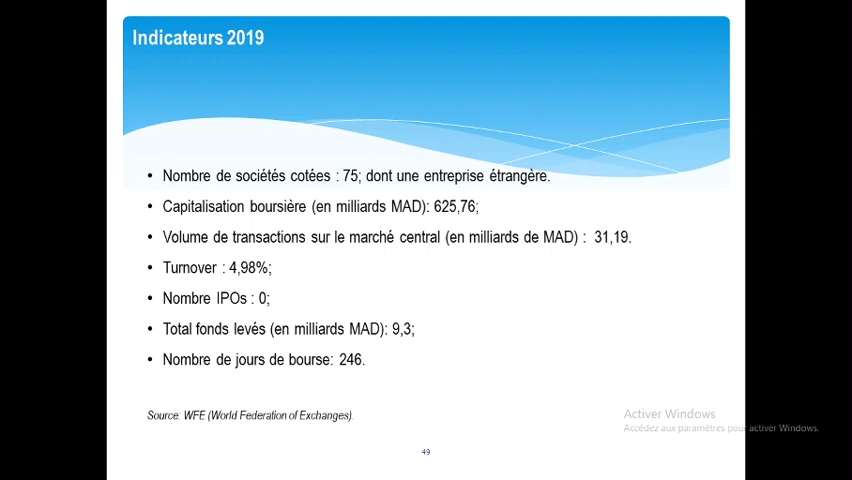 Indicateurs 2019
• Nombre de sociétés cotées : 75; dont une entreprise étrangère.
• Capitalisation boursière (en milliards MAD): 625,76;
• Volume de transactions sur le marché central (en milliards de MAD) : 31,19.
• Turnover : 4,98%;
• Nombre IPOs : 0;
• Total fonds levés (en milliards MAD): 9,3;
• Nombre de jours de bourse: 246.
Source: WFE (World Federation of Exchanges).
Activer Windows
Accédez aux paramètres pour activer Windows.
49